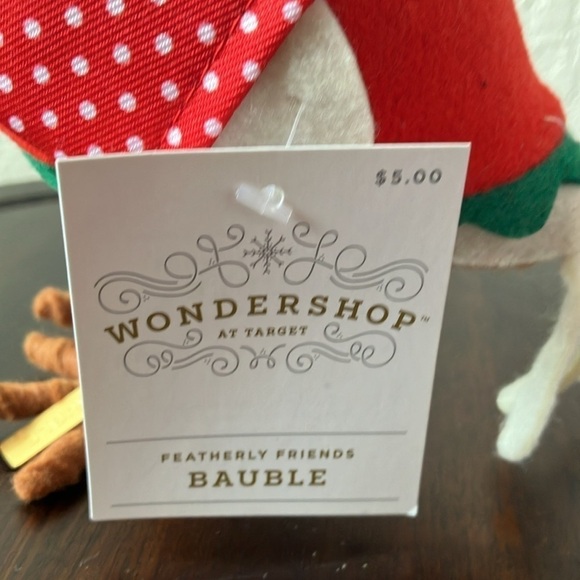 $5.00
WONDERSHOP™
AT TARGET
FEATHERLY FRIENDS
BAUBLE